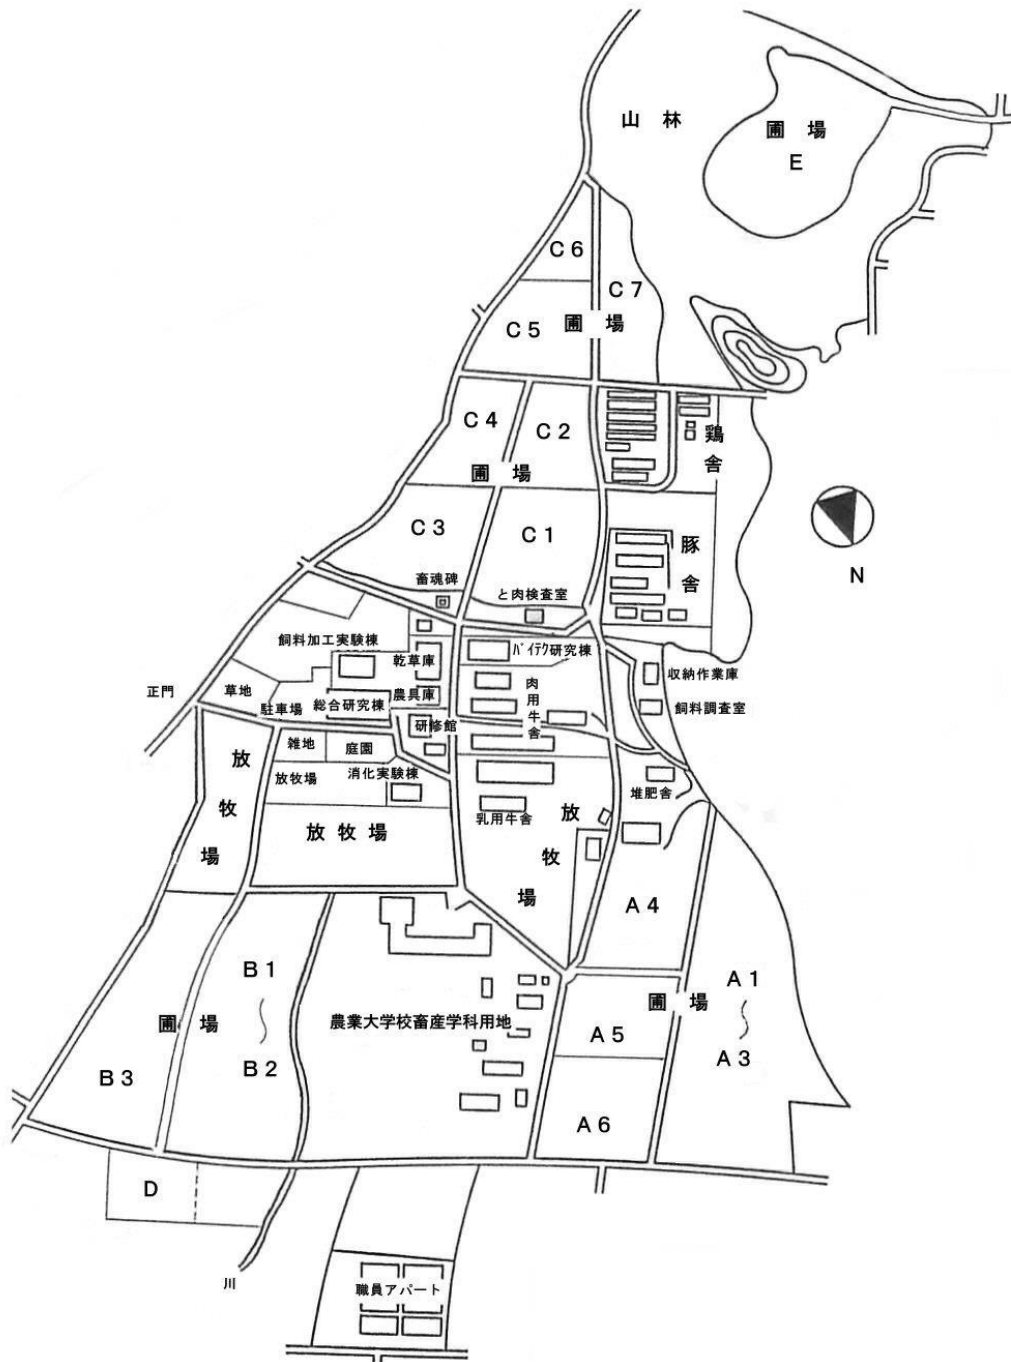 山 林
圃 場
E
C 6
C 7
C 5
圃 場
C 4
C 2
鶏舎
圃 場
C 3
C 1
豚舎
N
畜魂碑
と肉検査室
飼料加工実験棟
乾草庫
バイテク研究棟
収納作業庫
正門
草地
駐車場
総合研究棟
農具庫
肉用牛舎
飼料調査室
研修館
雑地
庭園
放牧場
放牧場
消化実験棟
堆肥舎
乳用牛舎
放牧場
放 牧 場
A 4
B 1
A 1
圃 場
圃 場
農業大学校畜産学科用地
A 5
A 3
B 3
B 2
A 6
D
川
職員アパート